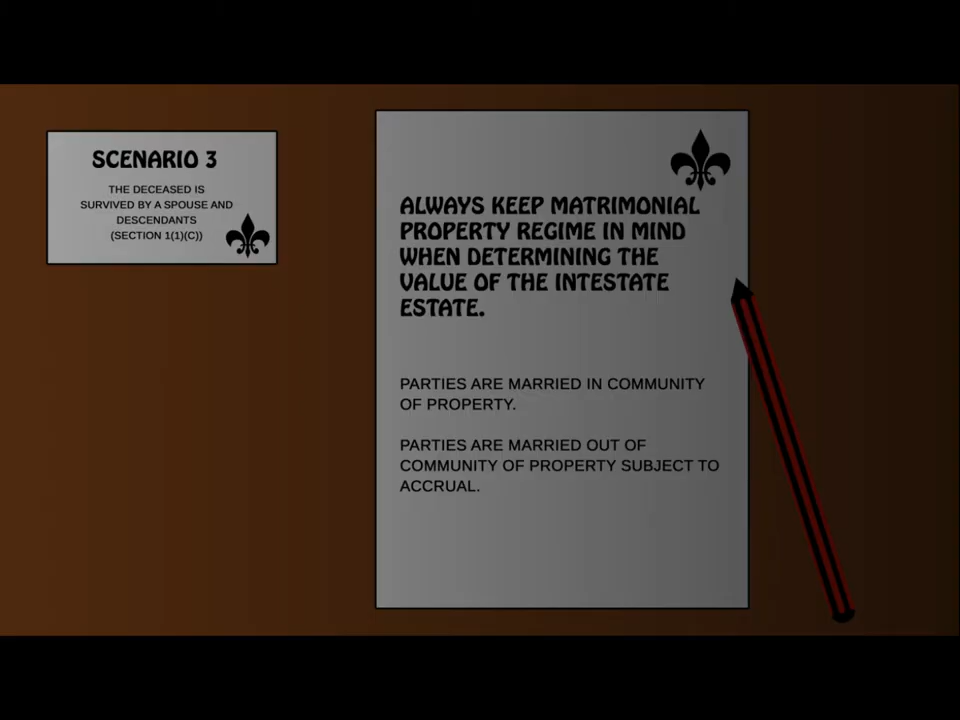 SCENARIO 3
THE DECEASED IS
SURVIVED BY A SPOUSE AND
DESCENDANTS
(SECTION 1(1)(C))
ALWAYS KEEP MATRIMONIAL
PROPERTY REGIME IN MIND
WHEN DETERMINING THE
VALUE OF THE INTESTATE
ESTATE.
PARTIES ARE MARRIED IN COMMUNITY
OF PROPERTY.
PARTIES ARE MARRIED OUT OF
COMMUNITY OF PROPERTY SUBJECT TO
ACCRUAL.